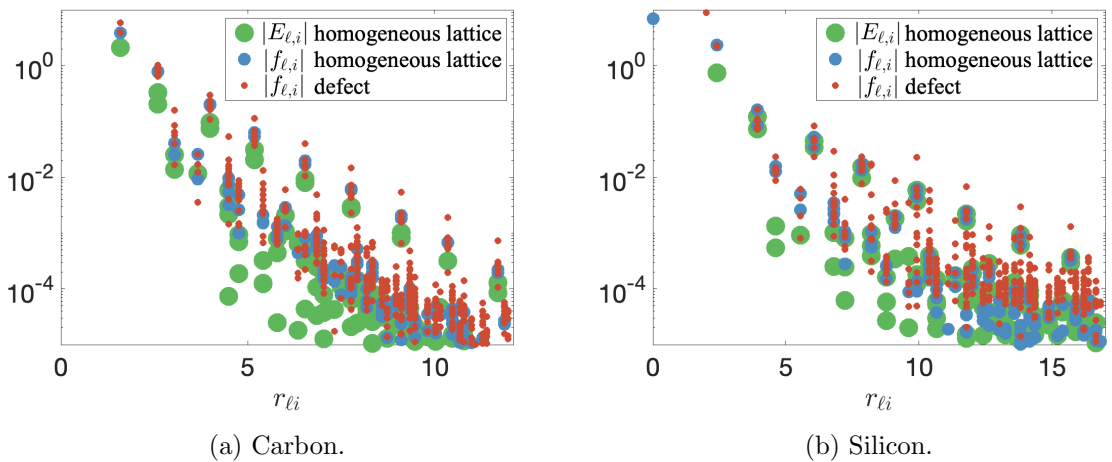 |E_{ℓ,i}| homogeneous lattice
|f_{ℓ,i}| homogeneous lattice
|f_{ℓ,i}| defect
10^0
10^{-2}
10^{-4}
0
5
10
r_{ℓi}
(a) Carbon.
|E_{ℓ,i}| homogeneous lattice
|f_{ℓ,i}| homogeneous lattice
|f_{ℓ,i}| defect
10^0
10^{-2}
10^{-4}
0
5
10
15
r_{ℓi}
(b) Silicon.